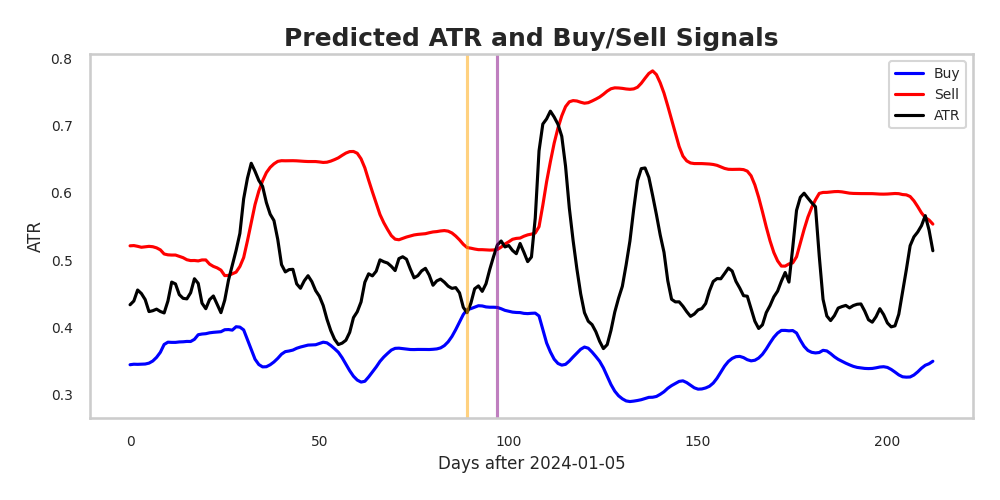 Predicted ATR and Buy/Sell Signals
0.8
0.7
0.6
0.5
0.4
0.3
ATR
Buy
Sell
ATR
0 50 100 150 200
Days after 2024-01-05